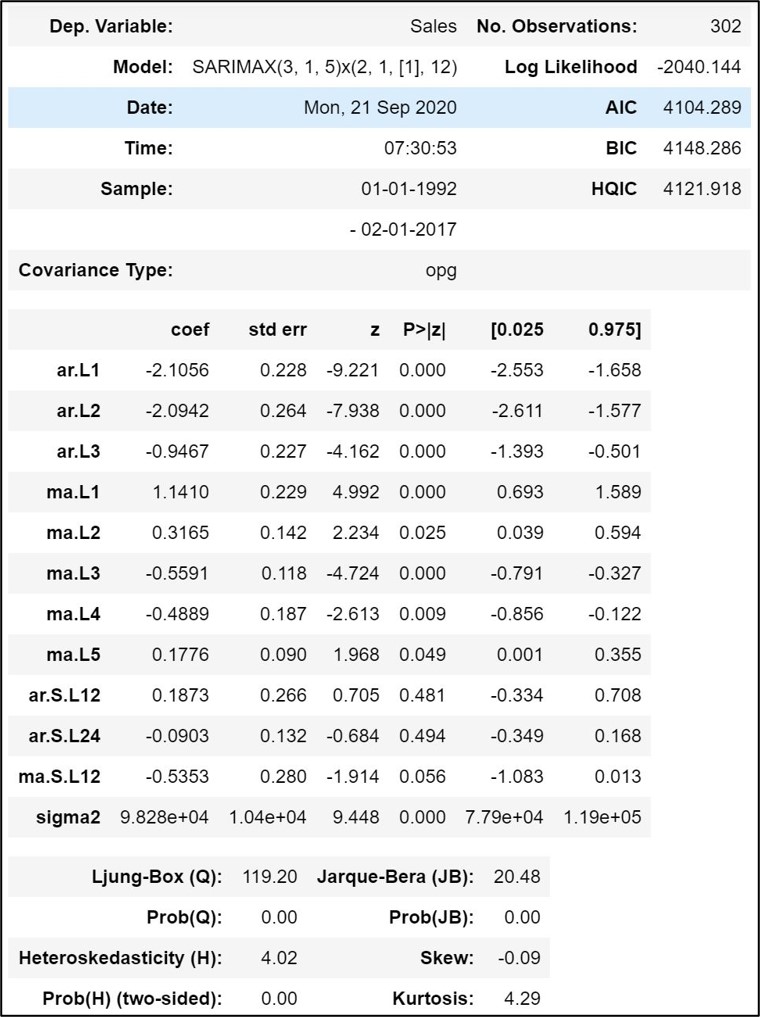 Dep. Variable: Sales No. Observations: 302
Model: SARIMAX(3, 1, 5)x(2, 1, [1], 12) Log Likelihood -2040.144
Date: Mon, 21 Sep 2020 AIC 4104.289
Time: 07:30:53 BIC 4148.286
Sample: 01-01-1992 HQIC 4121.918
- 02-01-2017
Covariance Type: opg
coef std err z P>|z| [0.025 0.975]
ar.L1 -2.1056 0.228 -9.221 0.000 -2.553 -1.658
ar.L2 -2.0942 0.264 -7.938 0.000 -2.611 -1.577
ar.L3 -0.9467 0.227 -4.162 0.000 -1.393 -0.501
ma.L1 1.1410 0.229 4.992 0.000 0.693 1.589
ma.L2 0.3165 0.142 2.234 0.025 0.039 0.594
ma.L3 -0.5591 0.118 -4.724 0.000 -0.791 -0.327
ma.L4 -0.4889 0.187 -2.613 0.009 -0.856 -0.122
ma.L5 0.1776 0.090 1.968 0.049 0.001 0.355
ar.S.L12 0.1873 0.266 0.705 0.481 -0.334 0.708
ar.S.L24 -0.0903 0.132 -0.684 0.494 -0.349 0.168
ma.S.L12 -0.5353 0.280 -1.914 0.056 -1.083 0.013
sigma2 9.828e+04 1.04e+04 9.448 0.000 7.79e+04 1.19e+05
Ljung-Box (Q): 119.20 Jarque-Bera (JB): 20.48
Prob(Q): 0.00 Prob(JB): 0.00
Heteroskedasticity (H): 4.02 Skew: -0.09
Prob(H) (two-sided): 0.00 Kurtosis: 4.29